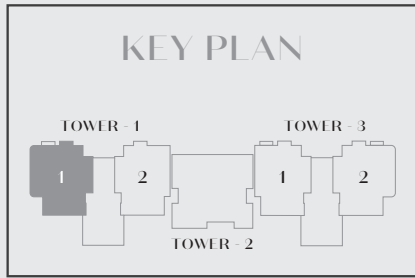 KEY PLAN
TOWER - 1
TOWER - 3
1
2
1
2
TOWER - 2